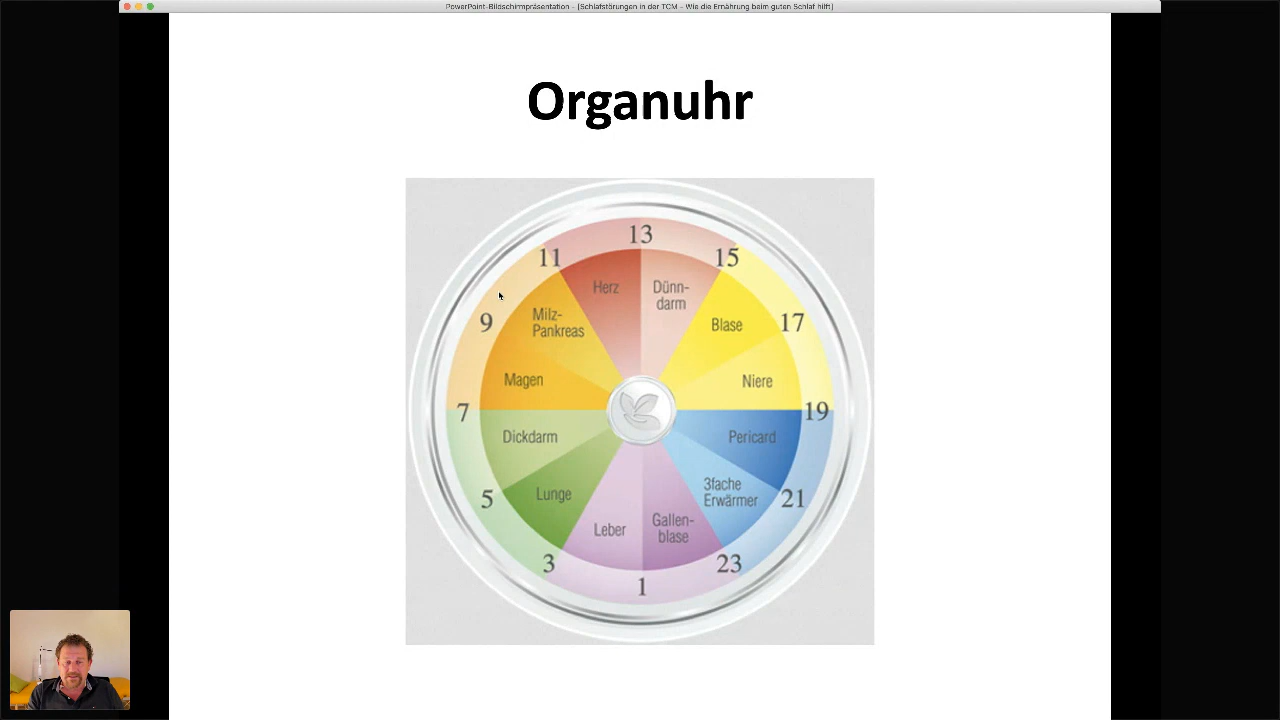 PowerPoint-Bildschirmpräsentation - [Schlafstörungen in der TCM - Wie die Ernährung beim guten Schlaf hilft]
Organuhr
13
11
15
Herz
Dünn-
darm
Milz-
Pankreas
Blase
9
17
Magen
Niere
7
19
Dickdarm
Pericard
Lunge
3fache
Erwärmer
5
21
Leber
Gallen-
blase
3
23
1